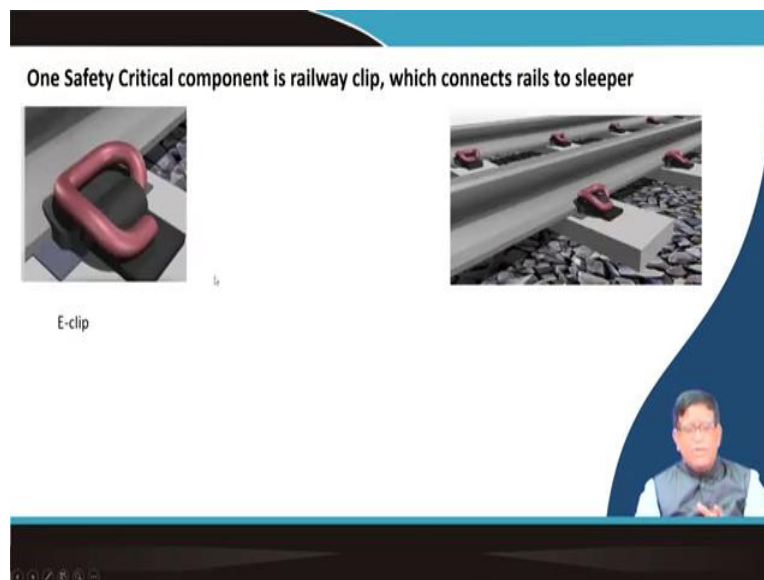 One Safety Critical component is railway clip, which connects rails to sleeper
E-clip